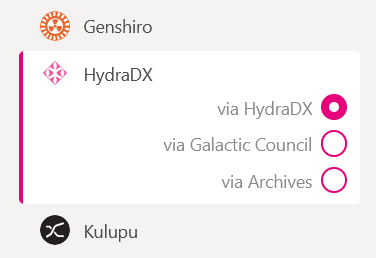 Genshiro
HydraDX
via HydraDX
via Galactic Council
via Archives
Kulupu